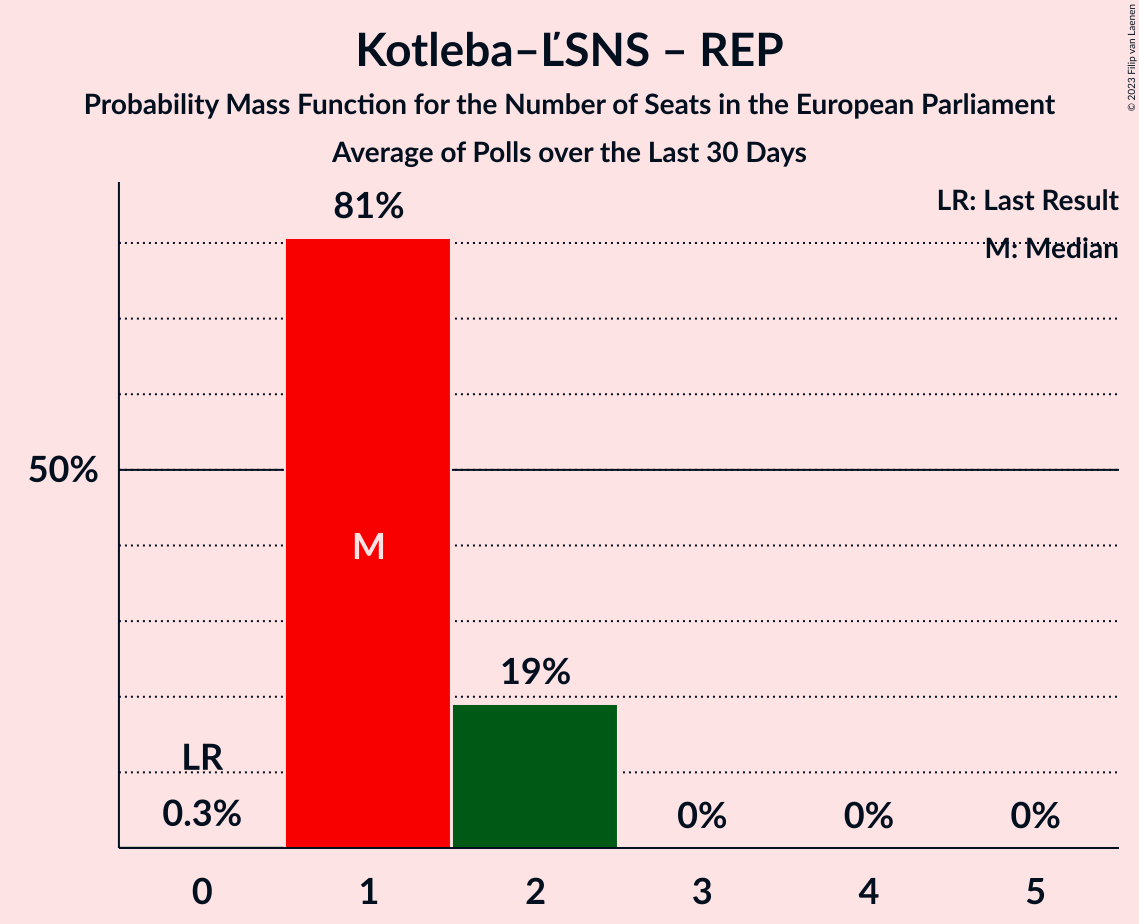 Kotleba–ĽSNS – REP
Probability Mass Function for the Number of Seats in the European Parliament
Average of Polls over the Last 30 Days
© 2023 Filip van Laenen
LR: Last Result
M: Median
81%
50%
M
19%
LR
0.3%
0%
0%
0%
0
1
2
3
4
5